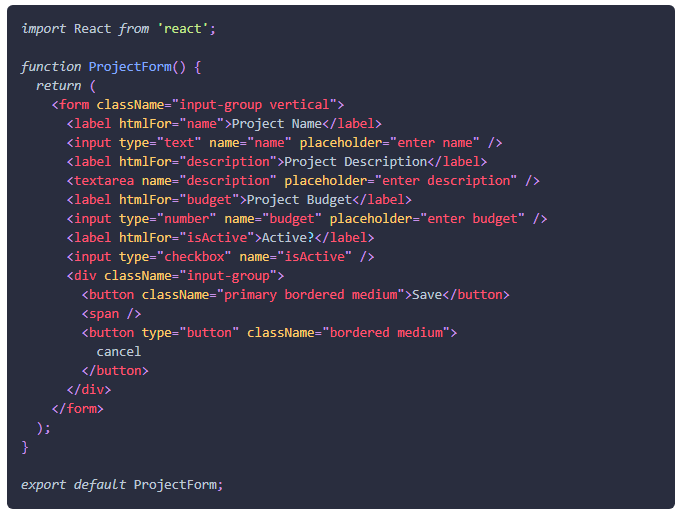 import React from 'react';

function ProjectForm() {
  return (
    <form className="input-group vertical">
      <label htmlFor="name">Project Name</label>
      <input type="text" name="name" placeholder="enter name" />
      <label htmlFor="description">Project Description</label>
      <textarea name="description" placeholder="enter description" />
      <label htmlFor="budget">Project Budget</label>
      <input type="number" name="budget" placeholder="enter budget" />
      <label htmlFor="isActive">Active?</label>
      <input type="checkbox" name="isActive" />
      <div className="input-group">
        <button className="primary bordered medium">Save</button>
        <span />
        <button type="button" className="bordered medium">
          cancel
        </button>
      </div>
    </form>
  );
}

export default ProjectForm;